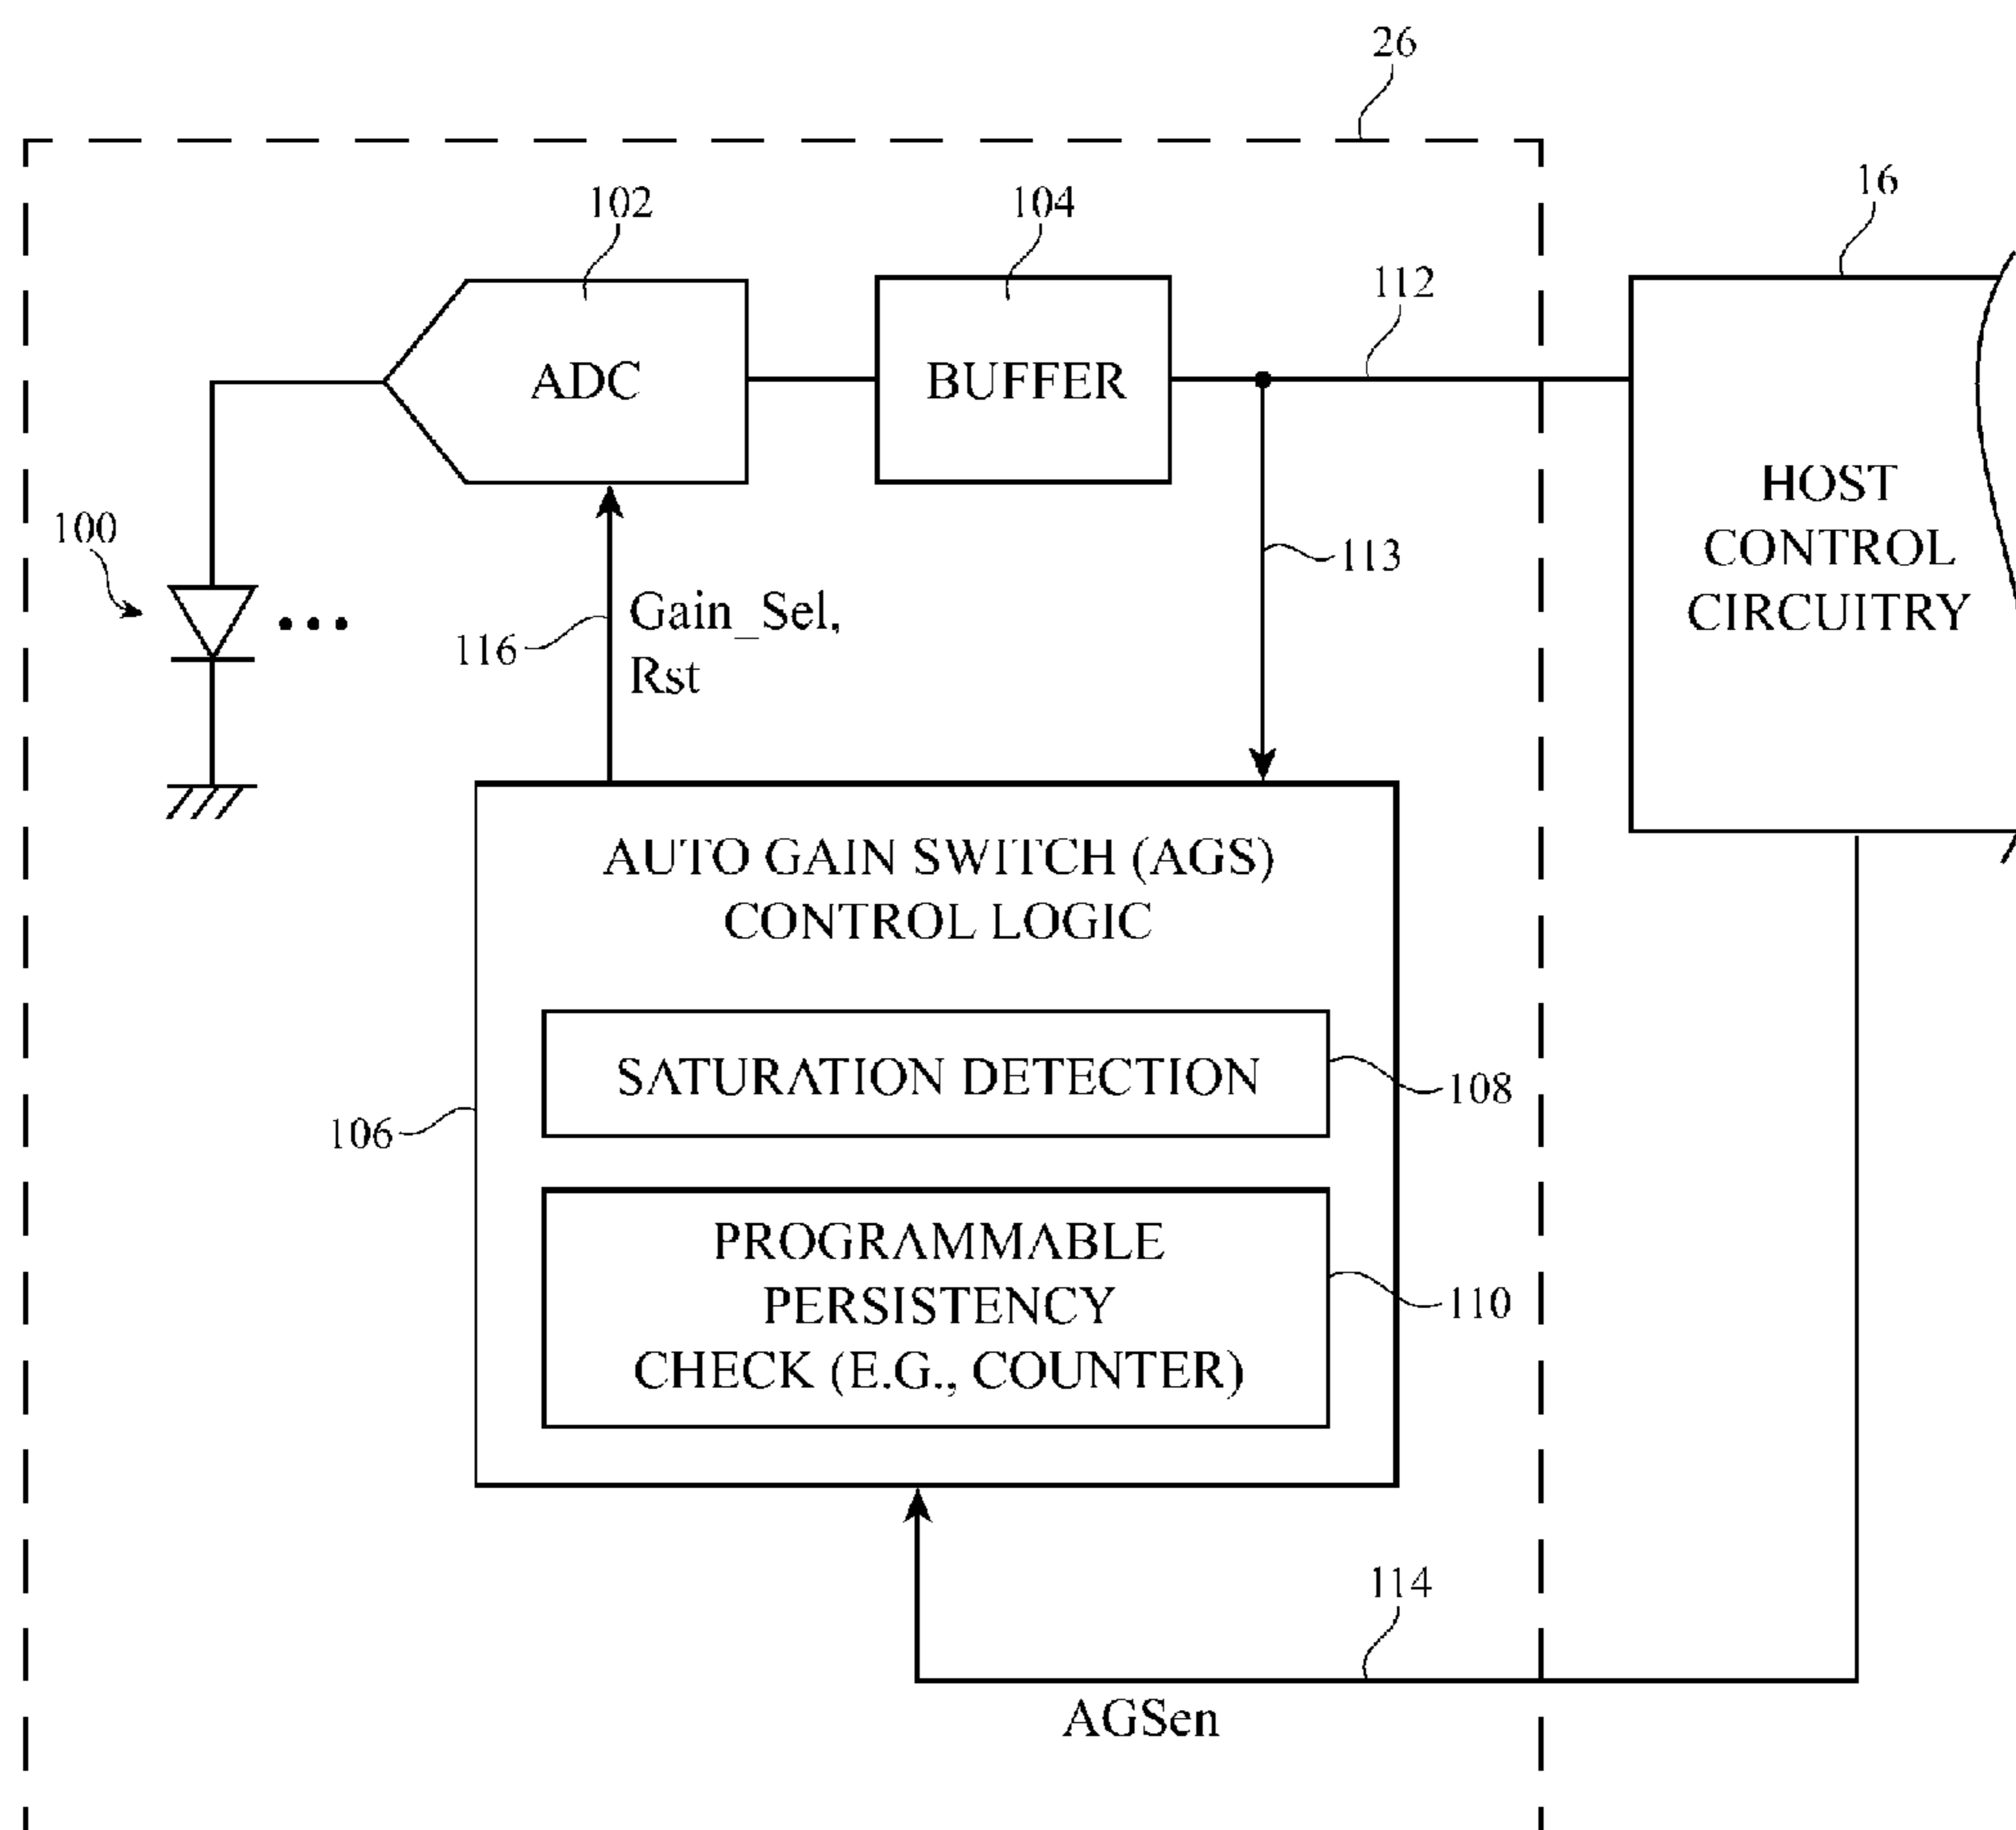 26
102
104
16
112
ADC
BUFFER
HOST
CONTROL
CIRCUITRY
100
113
116
Gain_Sel,
Rst
AUTO GAIN SWITCH (AGS)
CONTROL LOGIC
SATURATION DETECTION
108
106
PROGRAMMABLE
PERSISTENCY
CHECK (E.G., COUNTER)
110
114
AGSen